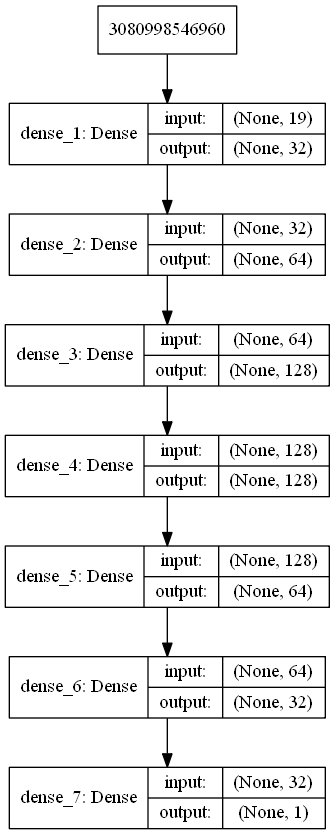 3080998546960
dense_1: Dense
input: (None, 19)
output: (None, 32)
dense_2: Dense
input: (None, 32)
output: (None, 64)
dense_3: Dense
input: (None, 64)
output: (None, 128)
dense_4: Dense
input: (None, 128)
output: (None, 128)
dense_5: Dense
input: (None, 128)
output: (None, 64)
dense_6: Dense
input: (None, 64)
output: (None, 32)
dense_7: Dense
input: (None, 32)
output: (None, 1)